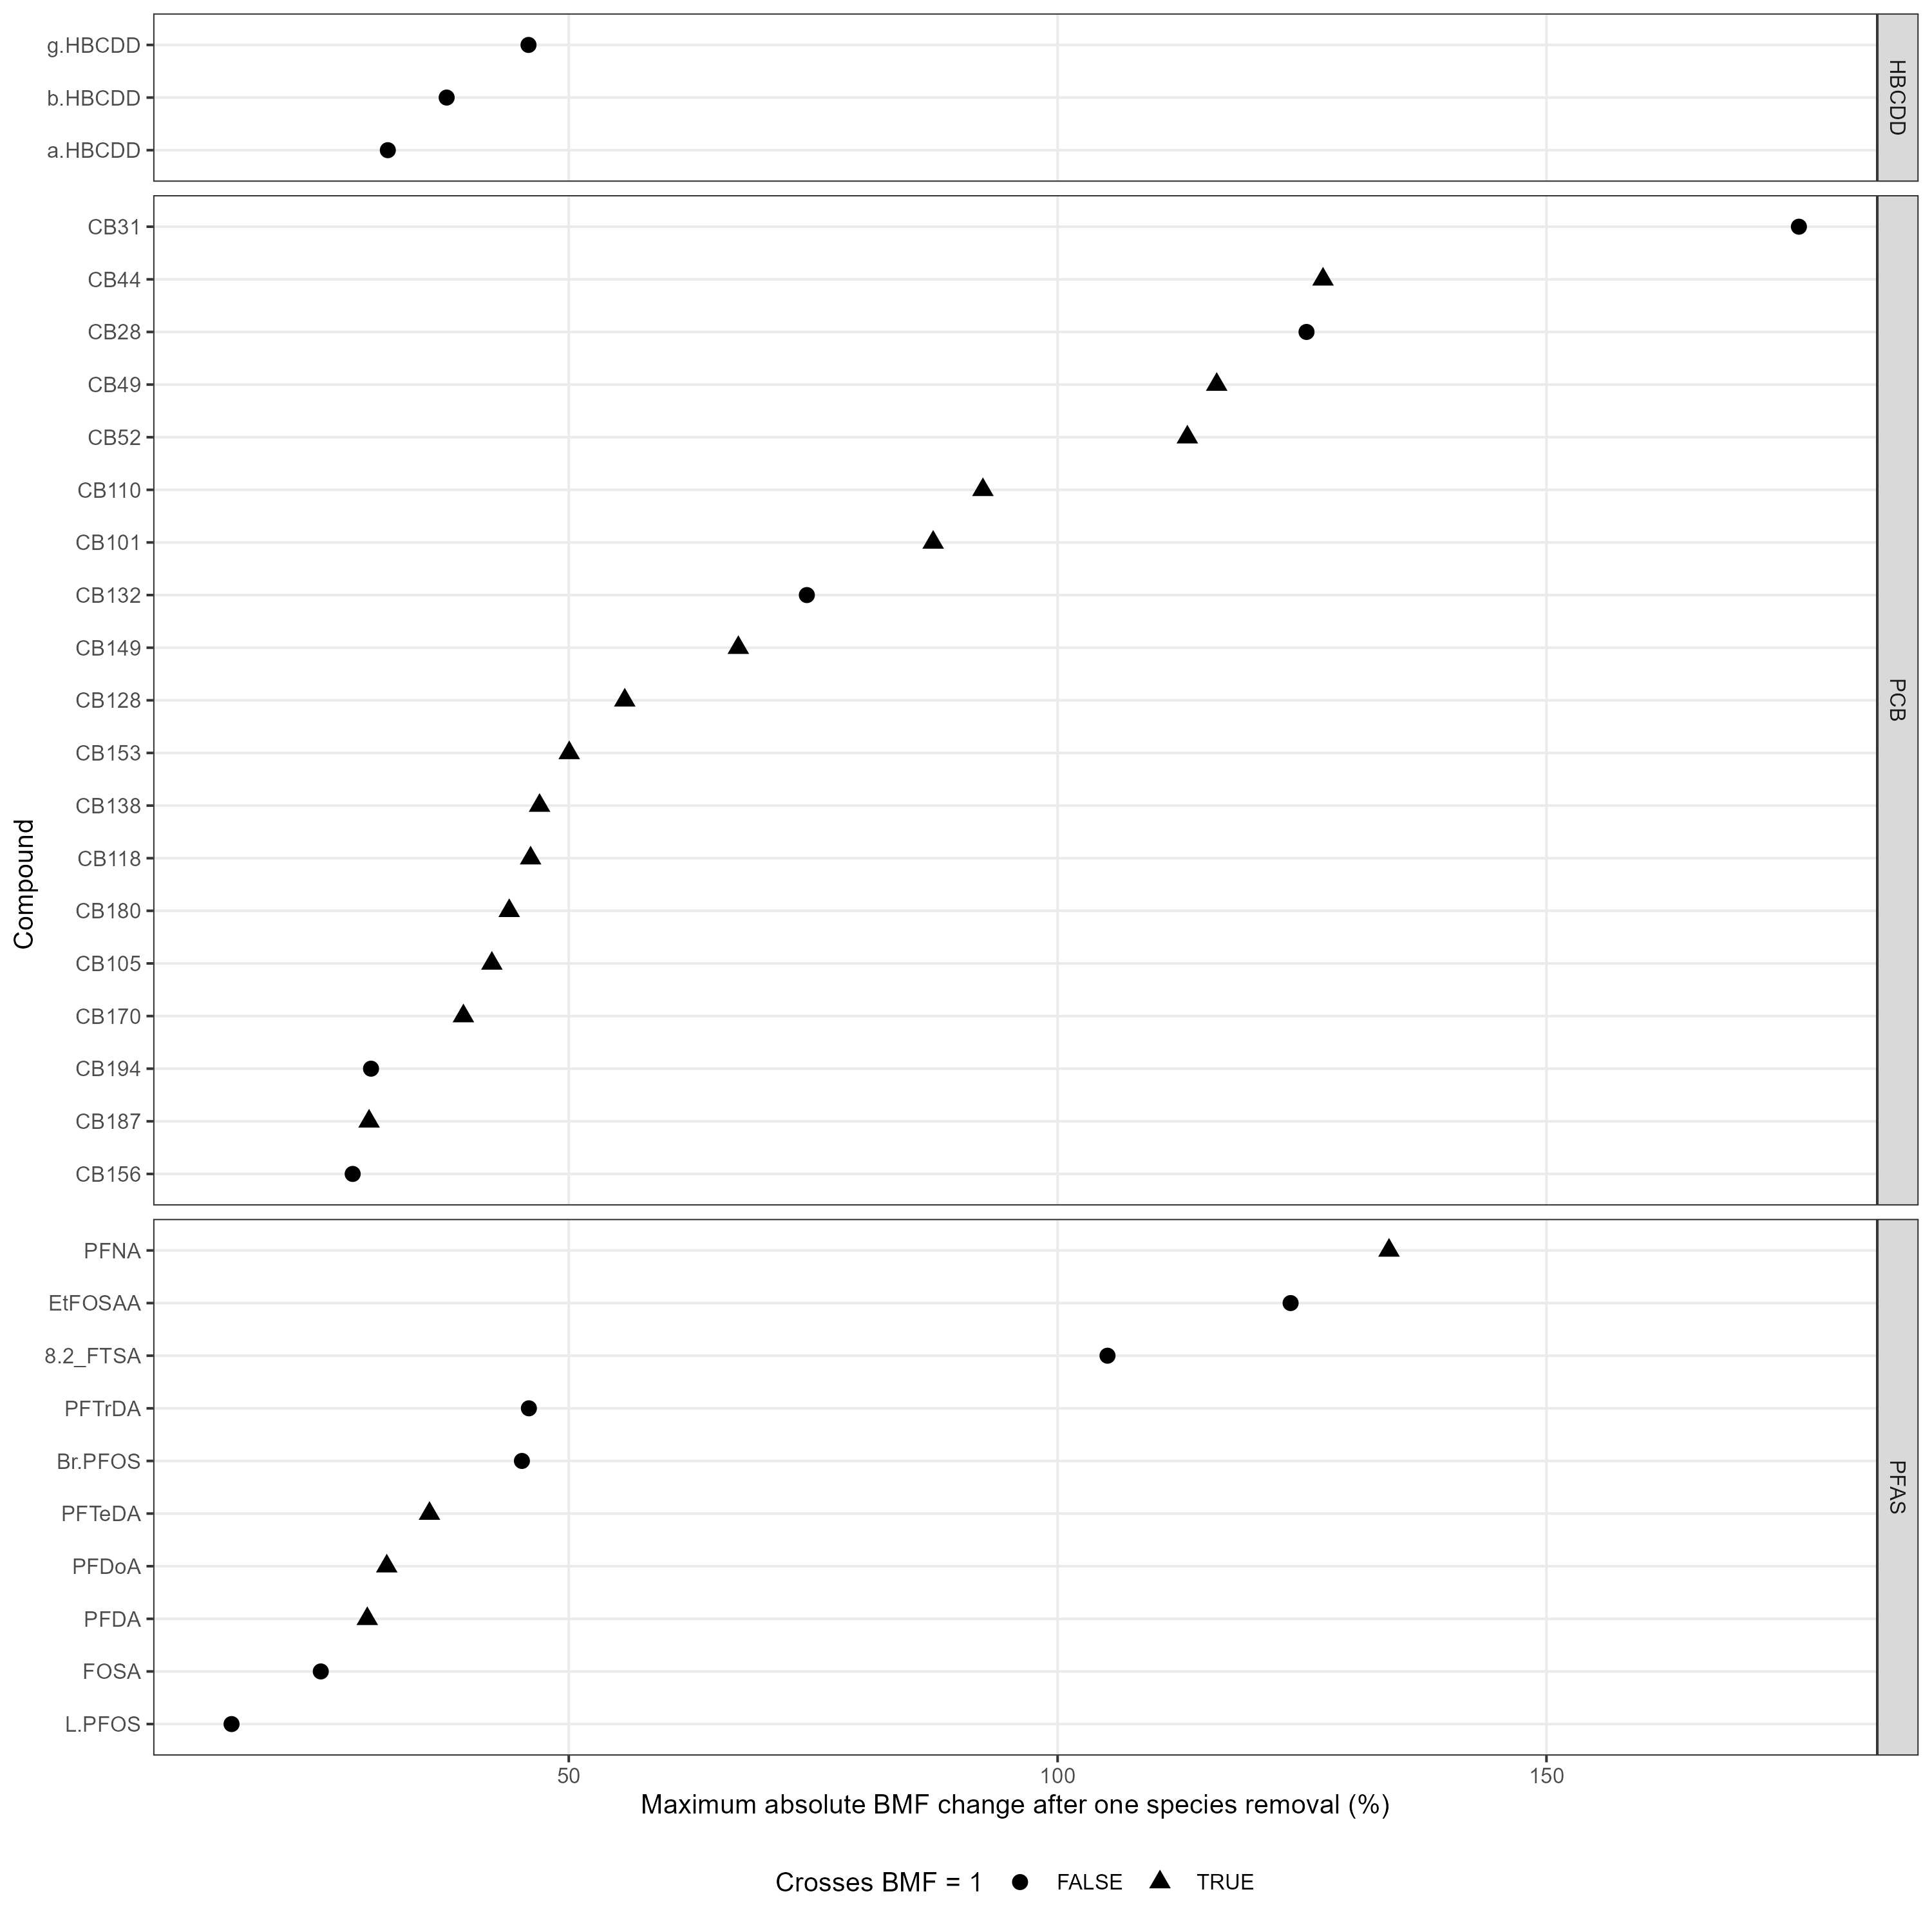 g.HBCDD
b.HBCDD
a.HBCDD
HBCDD
CB31
CB44
CB28
CB49
CB52
CB110
CB101
CB132
CB149
CB128
CB153
CB138
CB118
CB180
CB105
CB170
CB194
CB187
CB156
PCB
PFNA
EtFOSAA
8.2_FTSA
PFTrDA
Br.PFOS
PFTeDA
PFDoA
PFDA
FOSA
L.PFOS
PFAS
Compound
50 100 150
Maximum absolute BMF change after one species removal (%)
Crosses BMF = 1 FALSE TRUE